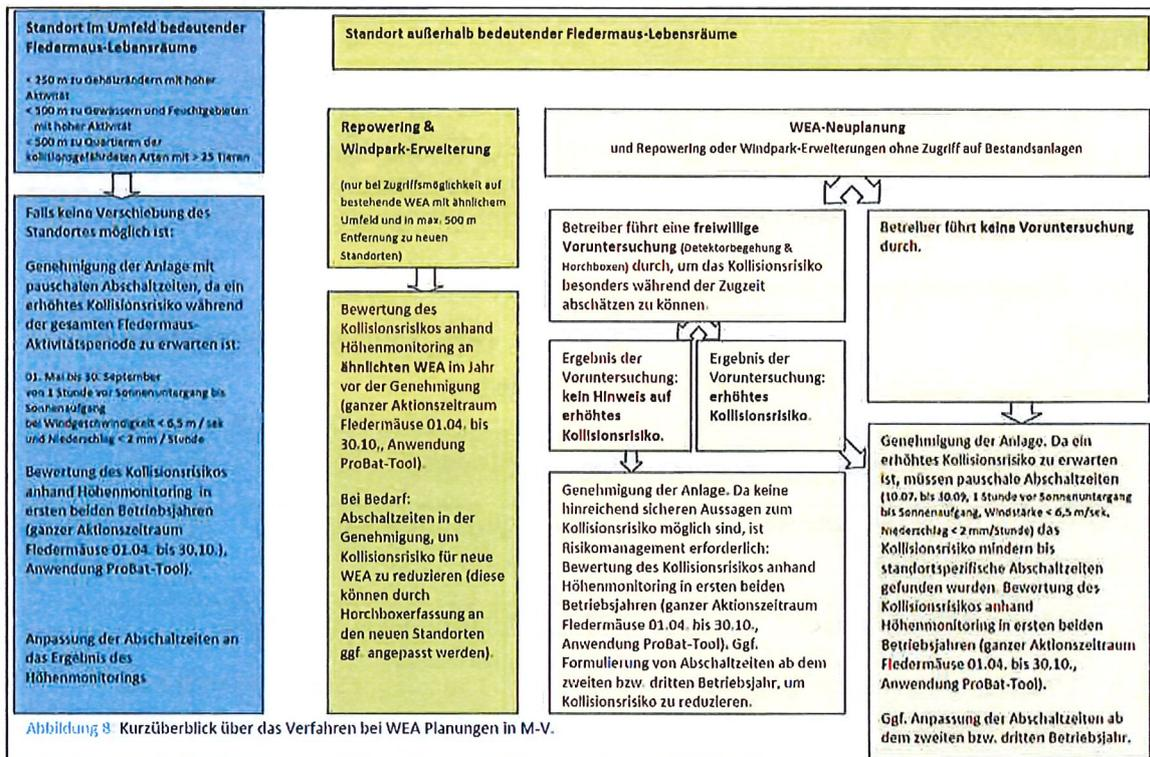 Standort im Umfeld bedeutender
Fledermaus-Lebensräume
< 250 m zu Gehölzrändern mit hoher
Aktivität
< 500 m zu Gewässern und Feuchtgebieten
mit hoher Aktivität
< 500 m zu Quartieren der
kollisionsgefährdeten Arten mit > 25 Tieren
Falls keine Verschiebung des
Standortes möglich ist:
Genehmigung der Anlage mit
pauschalen Abschaltzeiten, da ein
erhöhtes Kollisionsrisiko während
der gesamten Fledermaus-
Aktivitätsperiode zu erwarten ist:
01. Mai bis 30. September
von 1 Stunde vor Sonnenuntergang bis
Sonnenaufgang
bei Windgeschwindigkeit < 6,5 m / sek
und Niederschlag < 2 mm / Stunde
Bewertung des Kollisionsrisikos
anhand Höhenmonitoring in
ersten beiden Betriebsjahren
(ganzer Aktionszeitraum
Fledermäuse 01.04. bis 30.10.),
Anwendung ProBat-Tool).
Anpassung der Abschaltzeiten an
das Ergebnis des
Höhenmonitorings
Standort außerhalb bedeutender Fledermaus-Lebensräume
Repowering &
Windpark-Erweiterung
(nur bei Zugriffsmöglichkeit auf
bestehende WEA mit ähnlichem
Umfeld und in max. 500 m
Entfernung zu neuen
Standorten)
Bewertung des
Kollisionsrisikos anhand
Höhenmonitoring an
ähnlichten WEA im Jahr
vor der Genehmigung
(ganzer Aktionszeitraum
Fledermäuse 01.04. bis
30.10., Anwendung
ProBat-Tool).
Bei Bedarf:
Abschaltzeiten in der
Genehmigung, um
Kollisionsrisiko für neue
WEA zu reduzieren (diese
können durch
Horchboxerfassung an
den neuen Standorten
ggf. angepasst werden).
WEA-Neuplanung
und Repowering oder Windpark-Erweiterungen ohne Zugriff auf Bestandsanlagen
Betreiber führt eine freiwillige
Voruntersuchung (Detektorbegehung &
Horchboxen) durch, um das Kollisionsrisiko
besonders während der Zugzeit
abschätzen zu können.
Ergebnis der
Voruntersuchung:
kein Hinweis auf
erhöhtes
Kollisionsrisiko.
Ergebnis der
Voruntersuchung:
erhöhtes
Kollisionsrisiko.
Genehmigung der Anlage. Da keine
hinreichend sicheren Aussagen zum
Kollisionsrisiko möglich sind, ist
Risikomanagement erforderlich:
Bewertung des Kollisionsrisikos anhand
Höhenmonitoring in ersten beiden
Betriebsjahren (ganzer Aktionszeitraum
Fledermäuse 01.04. bis 30.10.,
Anwendung ProBat-Tool). Ggf.
Formulierung von Abschaltzeiten ab dem
zweiten bzw. dritten Betriebsjahr, um
Kollisionsrisiko zu reduzieren.
Betreiber führt keine Voruntersuchung
durch.
Genehmigung der Anlage. Da ein
erhöhtes Kollisionsrisiko zu erwarten
ist, müssen pauschale Abschaltzeiten
(10.07. bis 30.09, 1 Stunde vor Sonnenuntergang
bis Sonnenaufgang, Windstärke < 6,5 m/sek,
Niederschlag < 2 mm/Stunde) das
Kollisionsrisiko mindern bis
standortspezifische Abschaltzeiten
gefunden wurden. Bewertung des
Kollisionsrisikos anhand
Höhenmonitoring in ersten beiden
Betriebsjahren (ganzer Aktionszeitraum
Fledermäuse 01.04. bis 30.10.,
Anwendung ProBat-Tool).
Ggf. Anpassung der Abschaltzeiten ab
dem zweiten bzw. dritten Betriebsjahr.
Abbildung 8: Kurzüberblick über das Verfahren bei WEA Planungen in M-V.